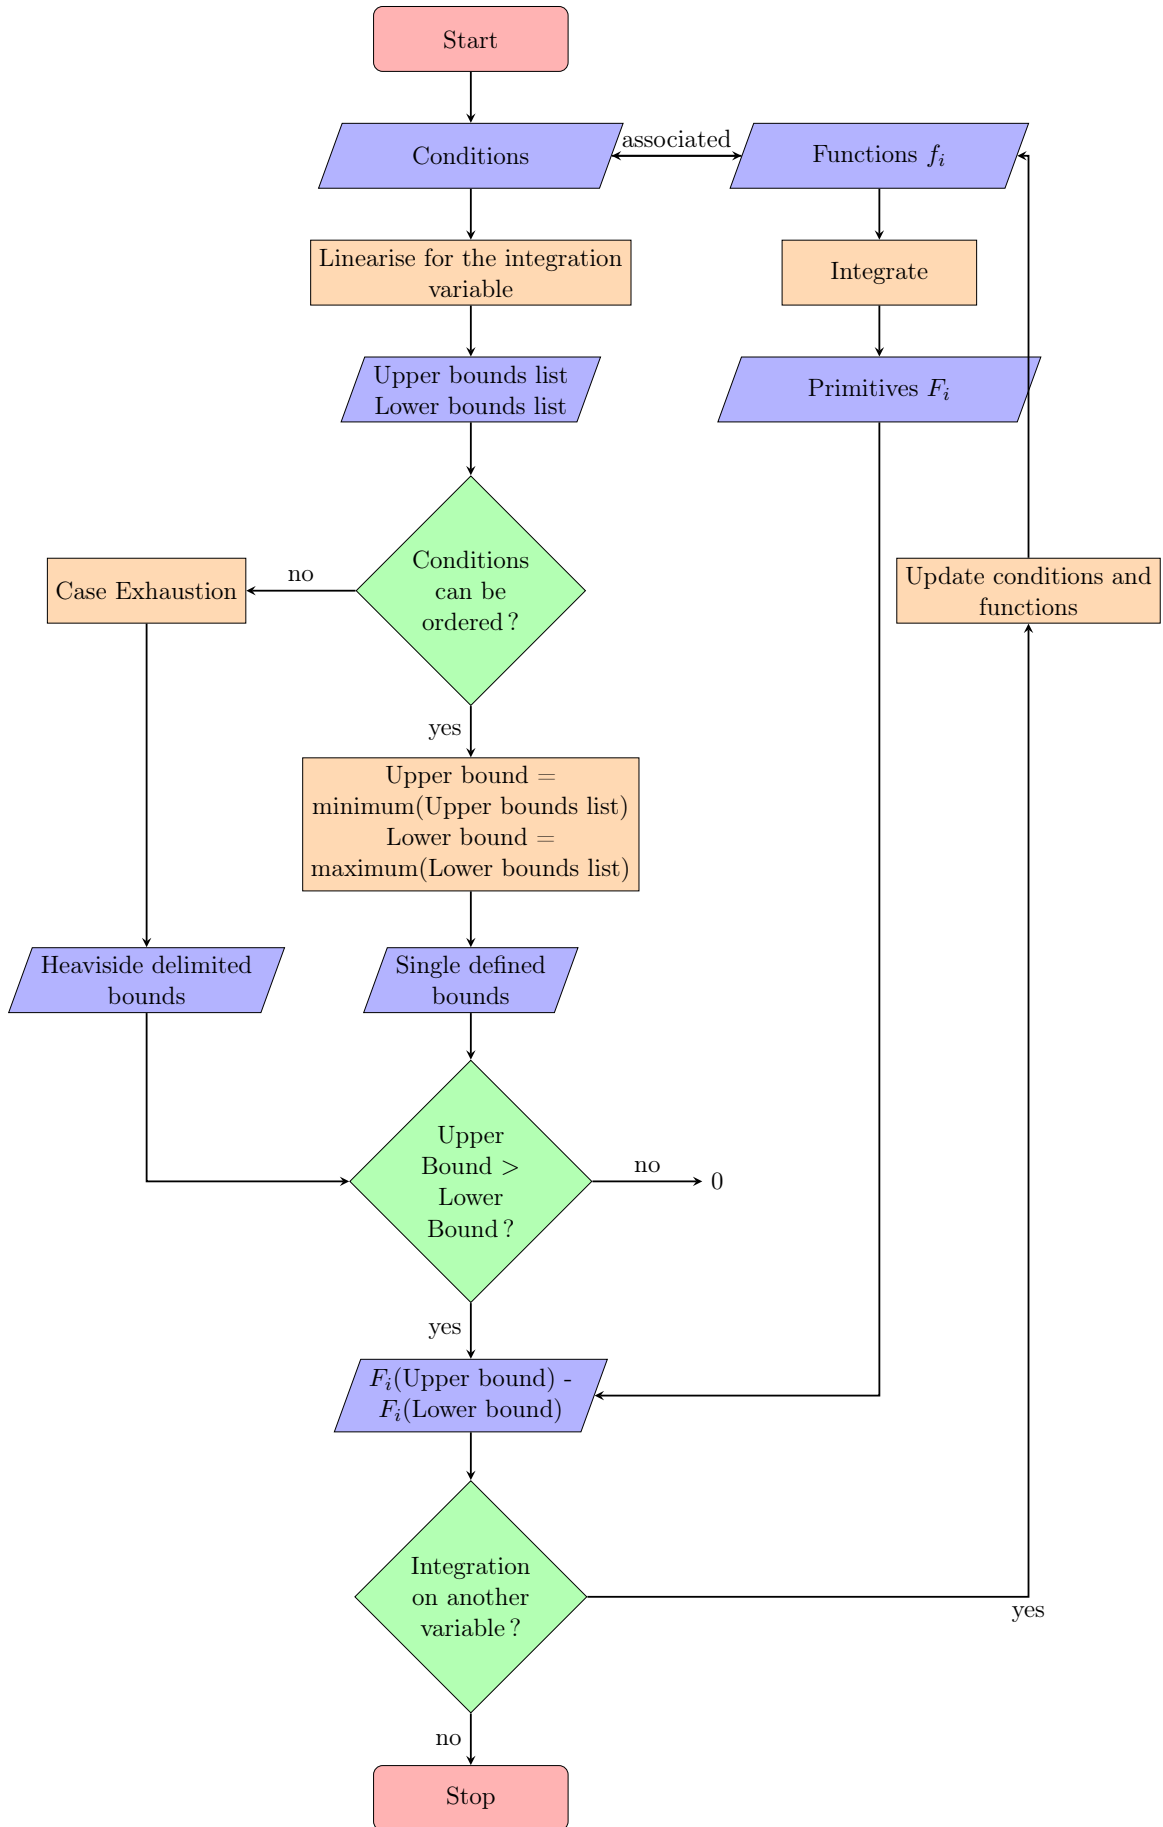 Start
Conditions
associated
Functions $f_i$
Linearise for the integration
variable
Integrate
Upper bounds list
Lower bounds list
Primitives $F_i$
Conditions
can be
ordered ?
no
Case Exhaustion
Update conditions and
functions
yes
Upper bound =
minimum(Upper bounds list)
Lower bound =
maximum(Lower bounds list)
Heaviside delimited
bounds
Single defined
bounds
Upper
Bound >
Lower
Bound ?
no
0
yes
$F_i$(Upper bound) -
$F_i$(Lower bound)
Integration
on another
variable ?
yes
no
Stop